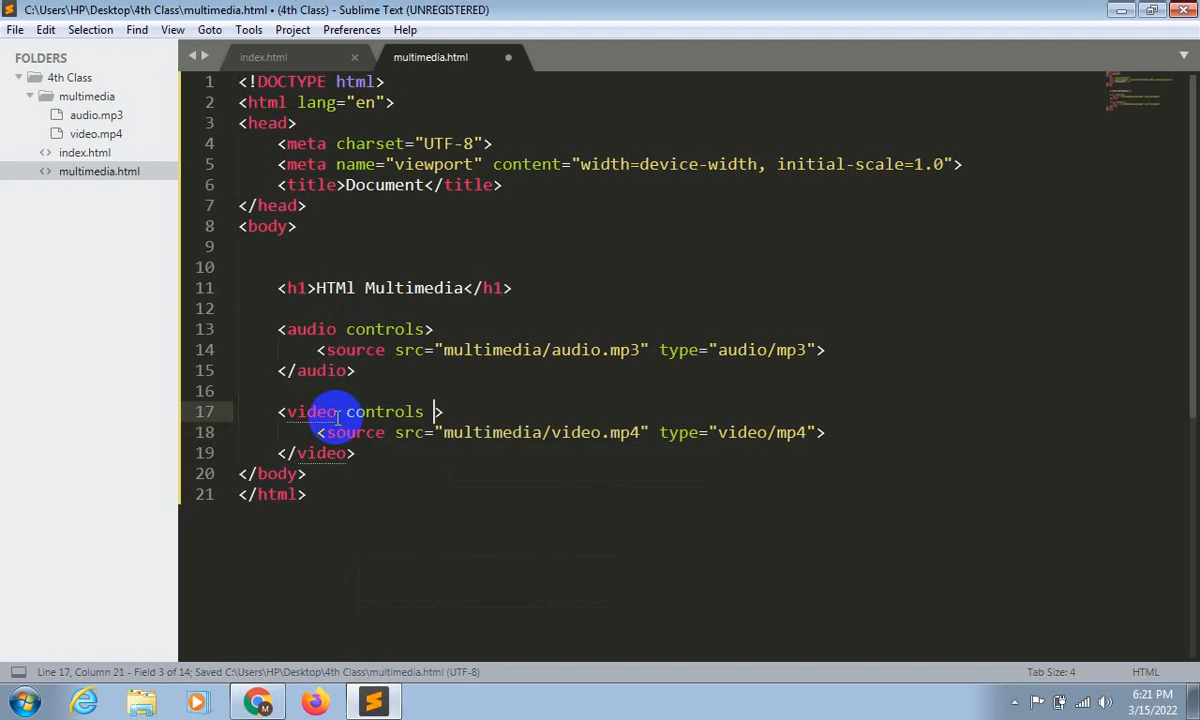 C:\Users\HP\Desktop\4th Class\multimedia.html • (4th Class) - Sublime Text (UNREGISTERED)
File Edit Selection Find View Goto Tools Project Preferences Help
FOLDERS
4th Class
multimedia
audio.mp3
video.mp4
index.html
multimedia.html
index.html
multimedia.html
1 <!DOCTYPE html>
2 <html lang="en">
3 <head>
4 <meta charset="UTF-8">
5 <meta name="viewport" content="width=device-width, initial-scale=1.0">
6 <title>Document</title>
7 </head>
8 <body>
9
10
11 <h1>HTMl Multimedia</h1>
12
13 <audio controls>
14 <source src="multimedia/audio.mp3" type="audio/mp3">
15 </audio>
16
17 <video controls >
18 <source src="multimedia/video.mp4" type="video/mp4">
19 </video>
20 </body>
21 </html>
Line 17, Column 21 - Field 3 of 14; Saved C:\Users\HP\Desktop\4th Class\multimedia.html (UTF-8)
Tab Size: 4
HTML
6:21 PM
3/15/2022